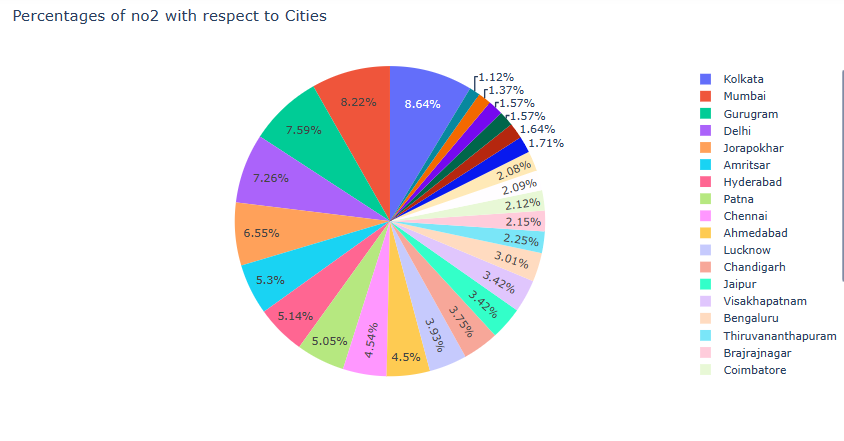 Percentages of no2 with respect to Cities
8.64%
8.22%
7.59%
7.26%
6.55%
5.3%
5.14%
5.05%
4.54%
4.5%
3.93%
3.75%
3.42%
3.42%
3.01%
2.25%
2.15%
2.12%
2.09%
2.08%
1.71%
1.64%
1.57%
1.57%
1.37%
1.12%
Kolkata
Mumbai
Gurugram
Delhi
Jorapokhar
Amritsar
Hyderabad
Patna
Chennai
Ahmedabad
Lucknow
Chandigarh
Jaipur
Visakhapatnam
Bengaluru
Thiruvananthapuram
Brajrajnagar
Coimbatore